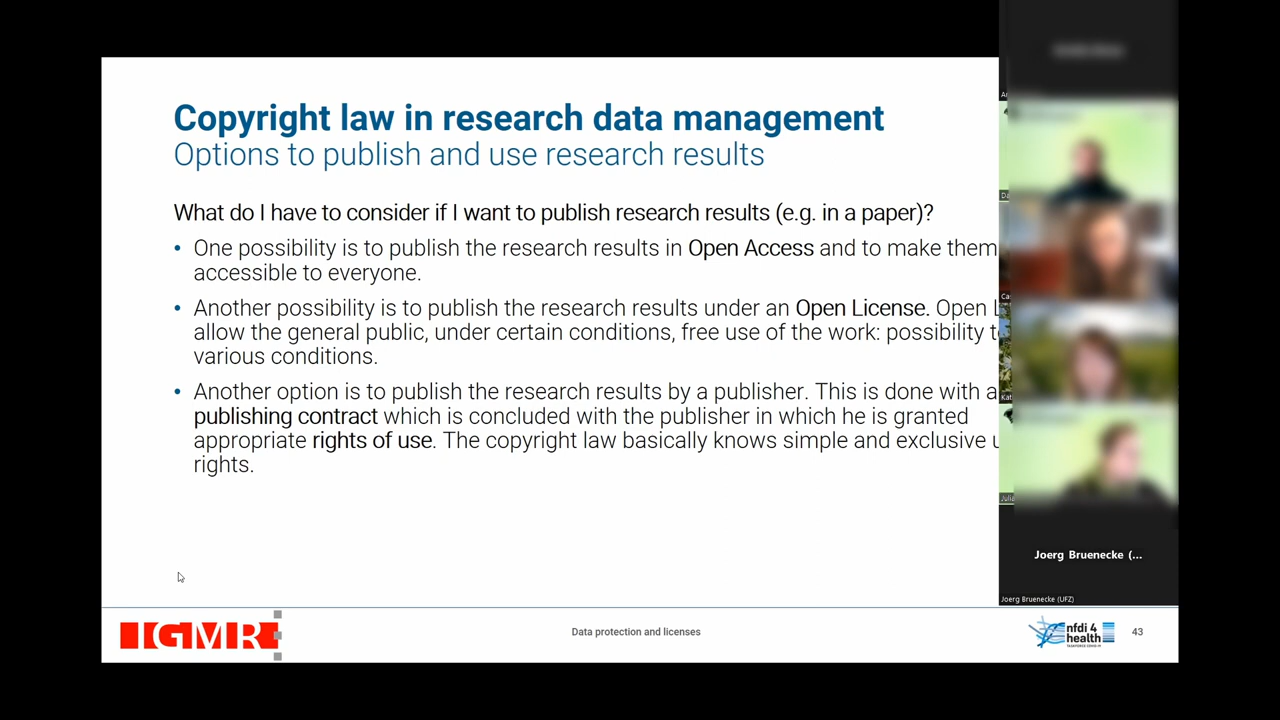 Copyright law in research data management
Options to publish and use research results
What do I have to consider if I want to publish research results (e.g. in a paper)?
• One possibility is to publish the research results in Open Access and to make them
accessible to everyone.
• Another possibility is to publish the research results under an Open License. Open L
allow the general public, under certain conditions, free use of the work: possibility t
various conditions.
• Another option is to publish the research results by a publisher. This is done with a
publishing contract which is concluded with the publisher in which he is granted
appropriate rights of use. The copyright law basically knows simple and exclusive u
rights.
Joerg Bruenecke (...
Joerg Bruenecke (UFZ)
IGMR
Data protection and licenses
nfdi 4
health
TASKFORCE COVID-19
43